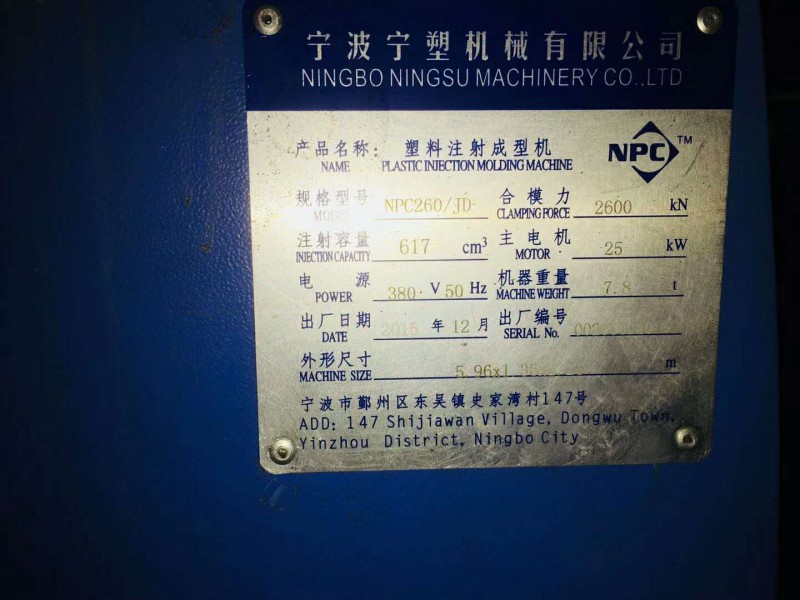 宁波宁塑机械有限公司
NINGBO NINGSU MACHINERY CO.,LTD
产品名称: 塑料注射成型机
NAME PLASTIC INJECTION MOLDING MACHINE
NPC™
规格型号 NPC260/JD 合模力 2600 kN
CLAMPING FORCE
注射容量 617 cm³ 主电机 25 kW
INJECTION CAPACITY MOTOR
电源 380 V 50 Hz 机器重量 7.8 t
POWER MACHINE WEIGHT
出厂日期 2015 年 12 月 出厂编号
DATE SERIAL No.
外形尺寸 m
MACHINE SIZE
宁波市鄞州区东吴镇史家湾村147号
ADD: 147 Shijiawan Village, Dongwu Town,
Yinzhou District, Ningbo City